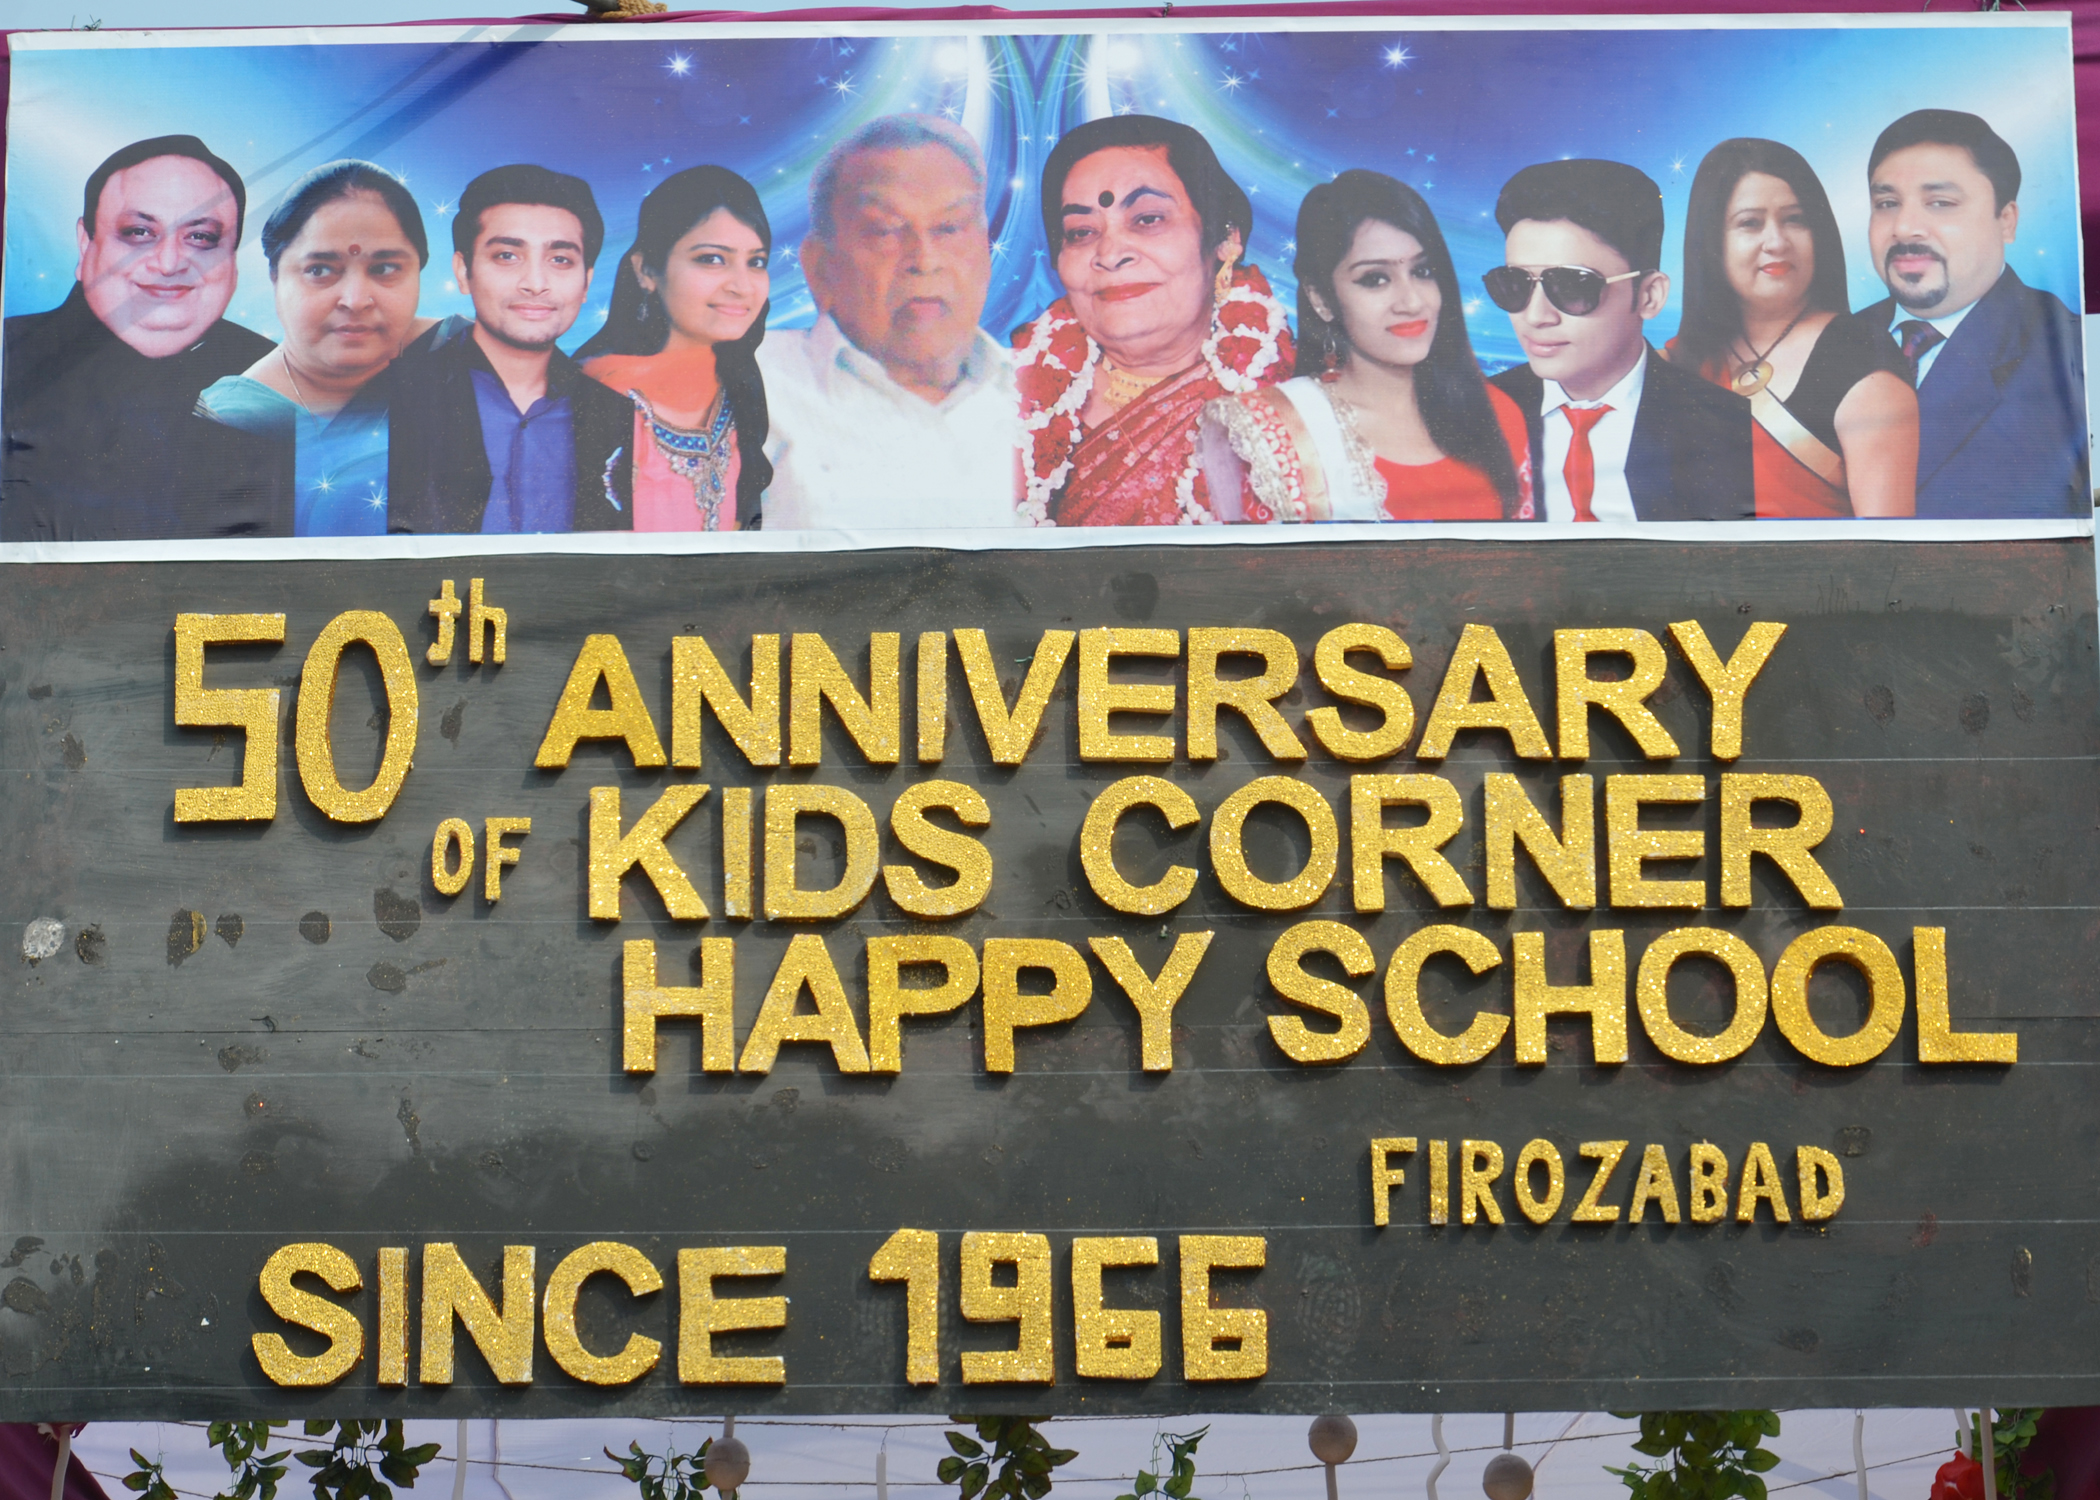 50th ANNIVERSARY
OF KIDS CORNER
HAPPY SCHOOL
FIROZABAD
SINCE 1966